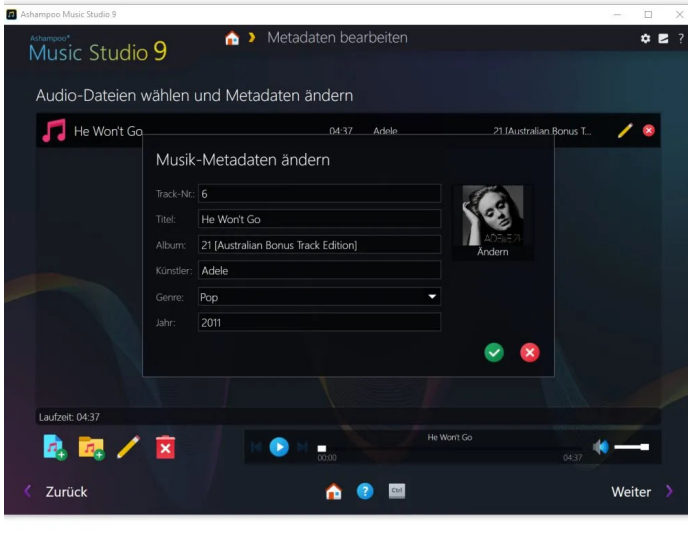 Ashampoo Music Studio 9
Ashampoo®
Music Studio 9
Metadaten bearbeiten
?
Audio-Dateien wählen und Metadaten ändern
He Won't Go 04:37 Adele 21 [Australian Bonus T...
Musik-Metadaten ändern
Track-Nr.: 6
Titel: He Won't Go
Album: 21 [Australian Bonus Track Edition]
Künstler: Adele
Genre: Pop
Jahr: 2011
ADELE 21
Ändern
Laufzeit: 04:37
He Won't Go
00:00
04:37
Zurück
?
Ctrl
Weiter